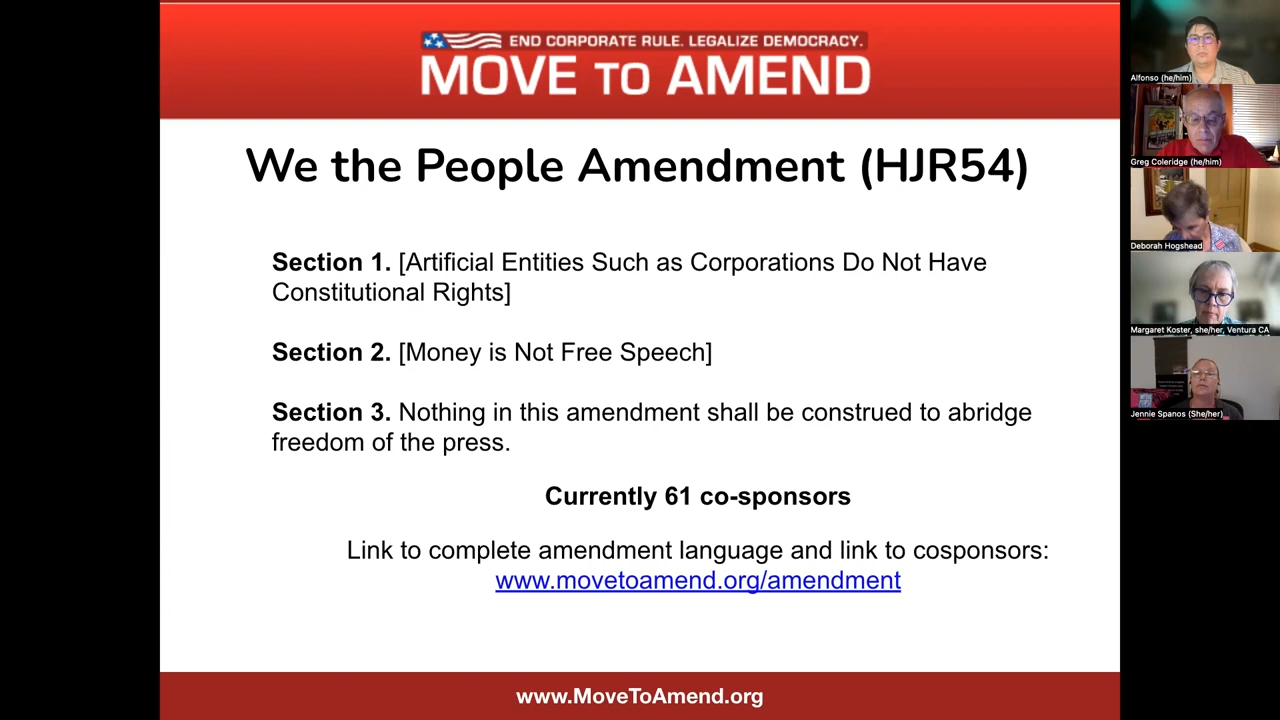 END CORPORATE RULE. LEGALIZE DEMOCRACY.
MOVE TO AMEND
We the People Amendment (HJR54)
Section 1. [Artificial Entities Such as Corporations Do Not Have
Constitutional Rights]
Section 2. [Money is Not Free Speech]
Section 3. Nothing in this amendment shall be construed to abridge
freedom of the press.
Currently 61 co-sponsors
Link to complete amendment language and link to cosponsors:
www.movetoamend.org/amendment
www.MoveToAmend.org
Alfonso (he/him)
Greg Coleridge (he/him)
Deborah Hogshead
Margaret Koster, she/her, Ventura CA
Jennie Spanos (She/her)